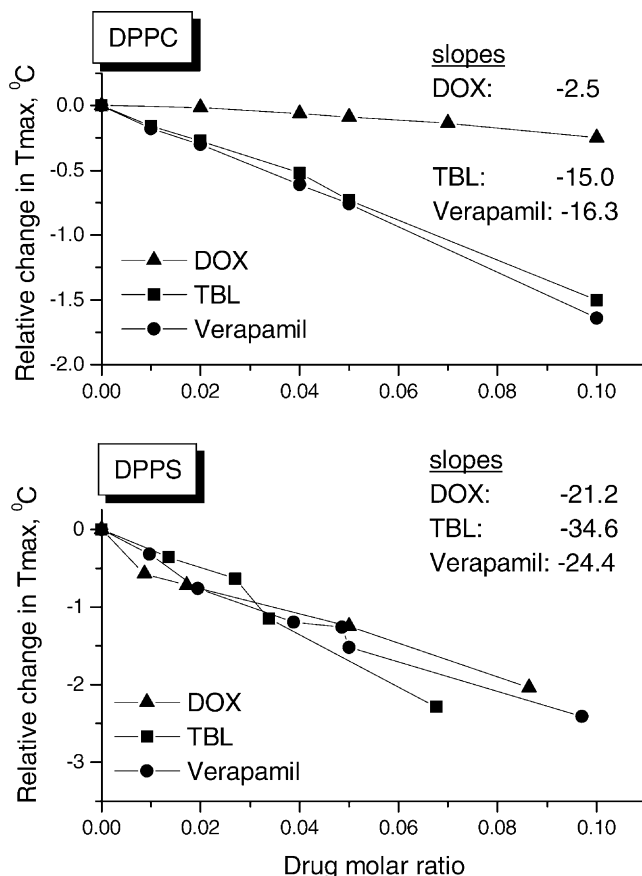 DPPC
slopes
DOX: -2.5
TBL: -15.0
Verapamil: -16.3
Relative change in Tmax, ⁰C
0.0
-0.5
-1.0
-1.5
-2.0
DOX
TBL
Verapamil
0.00 0.02 0.04 0.06 0.08 0.10
DPPS
slopes
DOX: -21.2
TBL: -34.6
Verapamil: -24.4
Relative change in Tmax, ⁰C
0
-1
-2
-3
DOX
TBL
Verapamil
0.00 0.02 0.04 0.06 0.08 0.10
Drug molar ratio